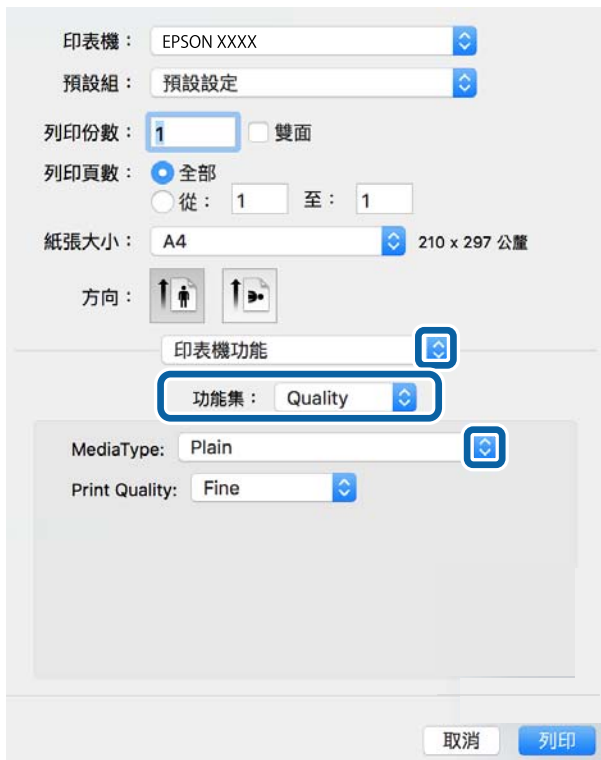 印表機： EPSON XXXX
預設組： 預設設定
列印份數： 1 雙面
列印頁數： 全部
從： 1 至： 1
紙張大小： A4 210 x 297 公釐
方向：
印表機功能
功能集： Quality
MediaType: Plain
Print Quality: Fine
取消 列印